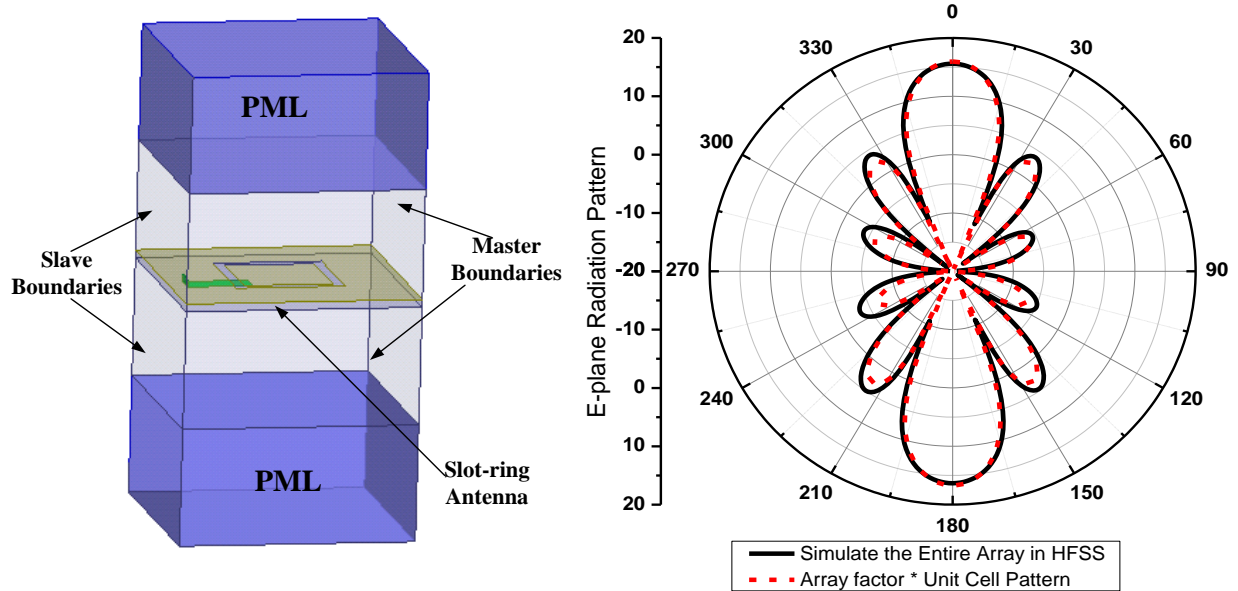 PML
Slave
Boundaries
Master
Boundaries
PML
Slot-ring
Antenna
E-plane Radiation Pattern
20
10
0
-10
-20
-10
0
10
20
0
30
60
90
120
150
180
210
240
270
300
330
Simulate the Entire Array in HFSS
Array factor * Unit Cell Pattern